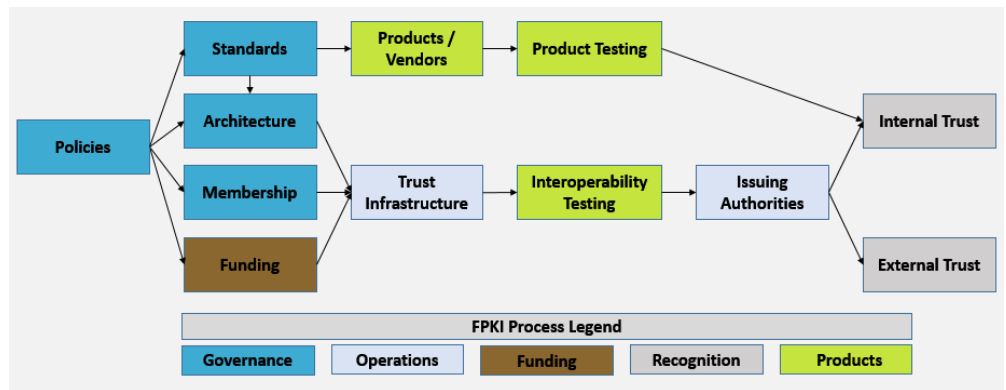 Standards
Products /
Vendors
Product Testing
Policies
Architecture
Internal Trust
Membership
Trust
Infrastructure
Interoperability
Testing
Issuing
Authorities
Funding
External Trust
FPKI Process Legend
Governance
Operations
Funding
Recognition
Products